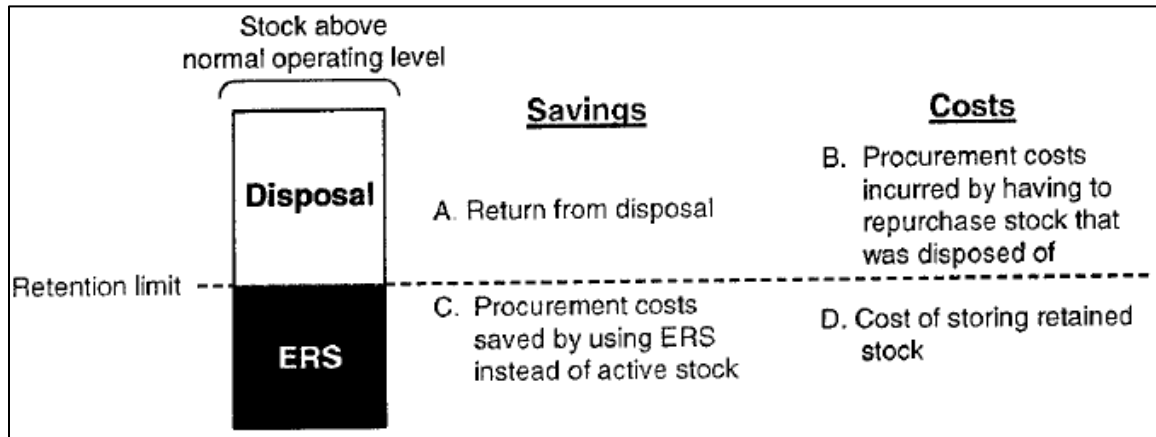 Stock above
normal operating level
Savings
Costs
Disposal
A. Return from disposal
B. Procurement costs
incurred by having to
repurchase stock that
was disposed of
Retention limit
ERS
C. Procurement costs
saved by using ERS
instead of active stock
D. Cost of storing retained
stock